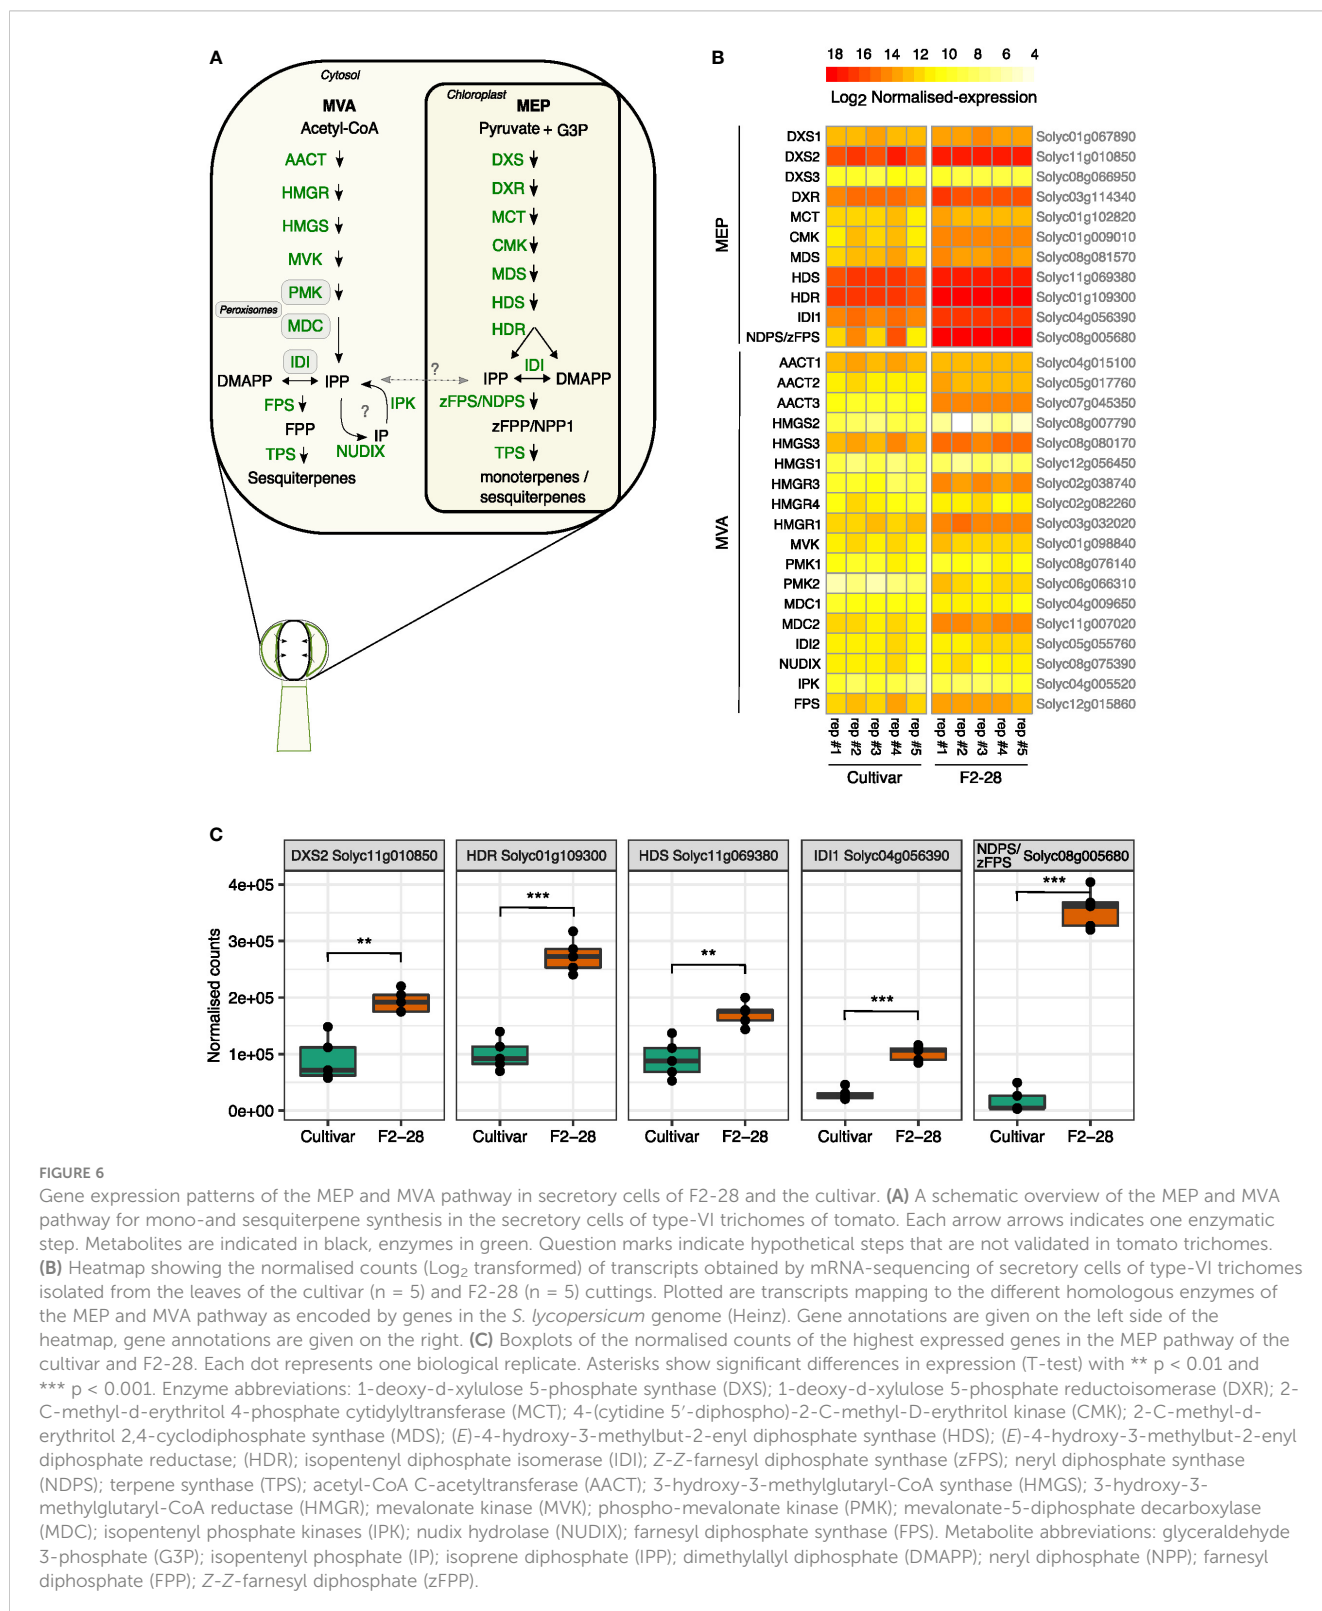 A
Cytosol
MVA
Acetyl-CoA
AACT
HMGR
HMGS
MVK
PMK
Peroxisomes
MDC
IDI
DMAPP
IPP
FPS
FPP
TPS
Sesquiterpenes
?
IP
NUDIX
IPK
?
Chloroplast
MEP
Pyruvate + G3P
DXS
DXR
MCT
CMK
MDS
HDS
HDR
IDI
IPP
DMAPP
zFPS/NDPS
zFPP/NPP1
TPS
monoterpenes /
sesquiterpenes
B
18 16 14 12 10 8 6 4
Log2 Normalised-expression
MEP
DXS1 Solyc01g067890
DXS2 Solyc11g010850
DXS3 Solyc08g066950
DXR Solyc03g114340
MCT Solyc01g102820
CMK Solyc01g009010
MDS Solyc08g081570
HDS Solyc11g069380
HDR Solyc01g109300
IDI1 Solyc04g056390
NDPS/zFPS Solyc08g005680
MVA
AACT1 Solyc04g015100
AACT2 Solyc05g017760
AACT3 Solyc07g045350
HMGS2 Solyc08g007790
HMGS3 Solyc08g080170
HMGS1 Solyc12g056450
HMGR3 Solyc02g038740
HMGR4 Solyc02g082260
HMGR1 Solyc03g032020
MVK Solyc01g098840
PMK1 Solyc08g076140
PMK2 Solyc06g066310
MDC1 Solyc04g009650
MDC2 Solyc11g007020
IDI2 Solyc05g055760
NUDIX Solyc08g075390
IPK Solyc04g005520
FPS Solyc12g015860
rep #1 rep #2 rep #3 rep #4 rep #5 rep #1 rep #2 rep #3 rep #4 rep #5
Cultivar F2-28
C
DXS2 Solyc11g010850
HDR Solyc01g109300
HDS Solyc11g069380
IDI1 Solyc04g056390
NDPS/
zFPS Solyc08g005680
Normalised counts
4e+05
3e+05
2e+05
1e+05
0e+00
** *** ** *** ***
Cultivar F2−28 Cultivar F2−28 Cultivar F2−28 Cultivar F2−28 Cultivar F2−28
FIGURE 6
Gene expression patterns of the MEP and MVA pathway in secretory cells of F2-28 and the cultivar. (A) A schematic overview of the MEP and MVA
pathway for mono-and sesquiterpene synthesis in the secretory cells of type-VI trichomes of tomato. Each arrow arrows indicates one enzymatic
step. Metabolites are indicated in black, enzymes in green. Question marks indicate hypothetical steps that are not validated in tomato trichomes.
(B) Heatmap showing the normalised counts (Log2 transformed) of transcripts obtained by mRNA-sequencing of secretory cells of type-VI trichomes
isolated from the leaves of the cultivar (n = 5) and F2-28 (n = 5) cuttings. Plotted are transcripts mapping to the different homologous enzymes of
the MEP and MVA pathway as encoded by genes in the S. lycopersicum genome (Heinz). Gene annotations are given on the left side of the
heatmap, gene annotations are given on the right. (C) Boxplots of the normalised counts of the highest expressed genes in the MEP pathway of the
cultivar and F2-28. Each dot represents one biological replicate. Asterisks show significant differences in expression (T-test) with ** p < 0.01 and
*** p < 0.001. Enzyme abbreviations: 1-deoxy-d-xylulose 5-phosphate synthase (DXS); 1-deoxy-d-xylulose 5-phosphate reductoisomerase (DXR); 2-
C-methyl-d-erythritol 4-phosphate cytidylyltransferase (MCT); 4-(cytidine 5′-diphospho)-2-C-methyl-D-erythritol kinase (CMK); 2-C-methyl-d-
erythritol 2,4-cyclodiphosphate synthase (MDS); (E)-4-hydroxy-3-methylbut-2-enyl diphosphate synthase (HDS); (E)-4-hydroxy-3-methylbut-2-enyl
diphosphate reductase; (HDR); isopentenyl diphosphate isomerase (IDI); Z-Z-farnesyl diphosphate synthase (zFPS); neryl diphosphate synthase
(NDPS); terpene synthase (TPS); acetyl-CoA C-acetyltransferase (AACT); 3-hydroxy-3-methylglutaryl-CoA synthase (HMGS); 3-hydroxy-3-
methylglutaryl-CoA reductase (HMGR); mevalonate kinase (MVK); phospho-mevalonate kinase (PMK); mevalonate-5-diphosphate decarboxylase
(MDC); isopentenyl phosphate kinases (IPK); nudix hydrolase (NUDIX); farnesyl diphosphate synthase (FPS). Metabolite abbreviations: glyceraldehyde
3-phosphate (G3P); isopentenyl phosphate (IP); isoprene diphosphate (IPP); dimethylallyl diphosphate (DMAPP); neryl diphosphate (NPP); farnesyl
diphosphate (FPP); Z-Z-farnesyl diphosphate (zFPP).